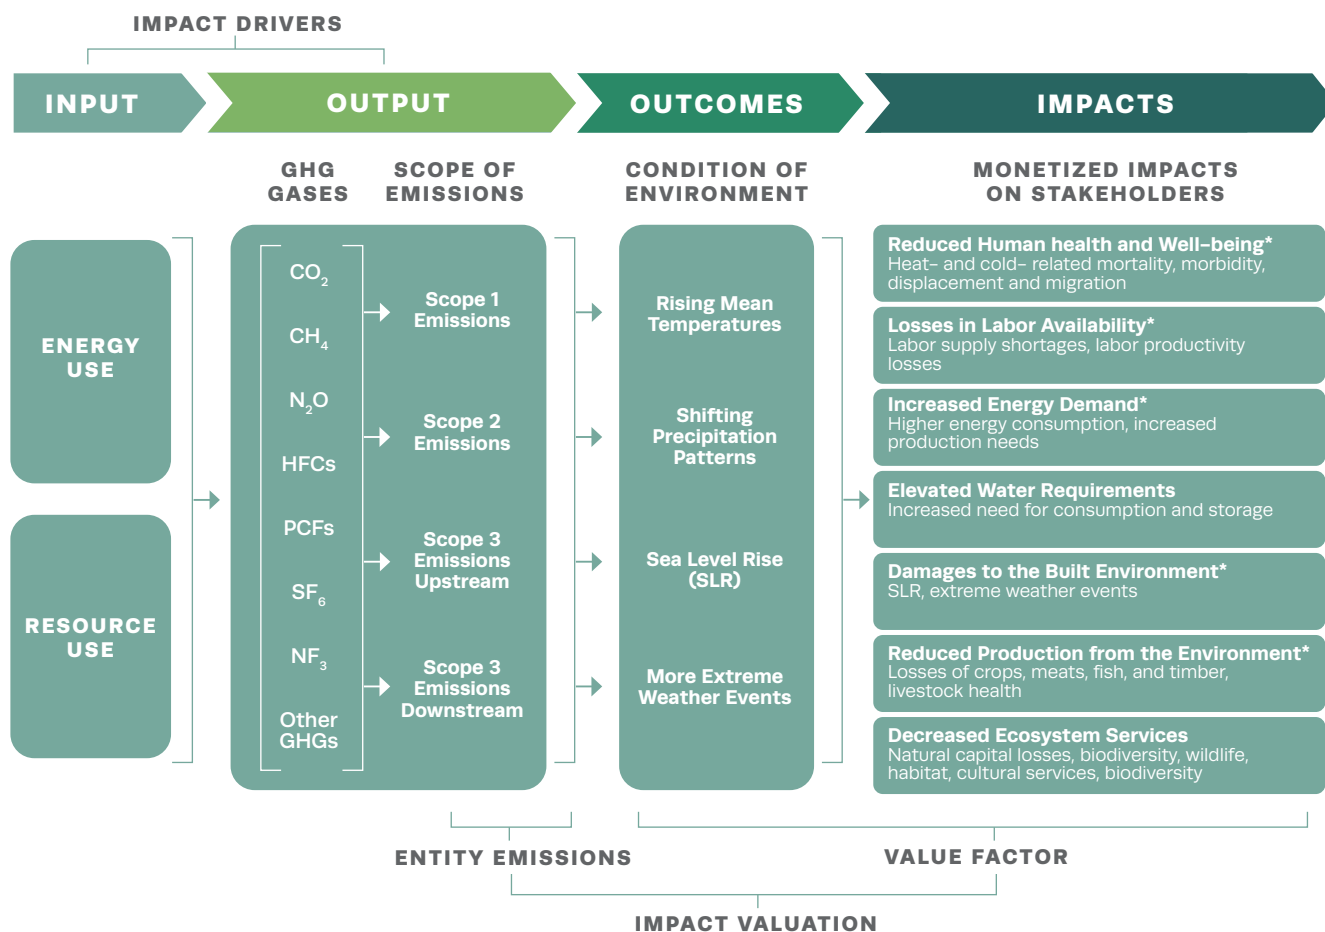 IMPACT DRIVERS
INPUT
OUTPUT
OUTCOMES
IMPACTS
GHG
GASES
SCOPE OF
EMISSIONS
CONDITION OF
ENVIRONMENT
MONETIZED IMPACTS
ON STAKEHOLDERS
ENERGY
USE
RESOURCE
USE
CO₂
CH₄
N₂O
HFCs
PCFs
SF₆
NF₃
Other
GHGs
Scope 1
Emissions
Scope 2
Emissions
Scope 3
Emissions
Upstream
Scope 3
Emissions
Downstream
Rising Mean
Temperatures
Shifting
Precipitation
Patterns
Sea Level Rise
(SLR)
More Extreme
Weather Events
Reduced Human health and Well-being*
Heat- and cold- related mortality, morbidity,
displacement and migration
Losses in Labor Availability*
Labor supply shortages, labor productivity
losses
Increased Energy Demand*
Higher energy consumption, increased
production needs
Elevated Water Requirements
Increased need for consumption and storage
Damages to the Built Environment*
SLR, extreme weather events
Reduced Production from the Environment*
Losses of crops, meats, fish, and timber,
livestock health
Decreased Ecosystem Services
Natural capital losses, biodiversity, wildlife,
habitat, cultural services, biodiversity
ENTITY EMISSIONS
VALUE FACTOR
IMPACT VALUATION